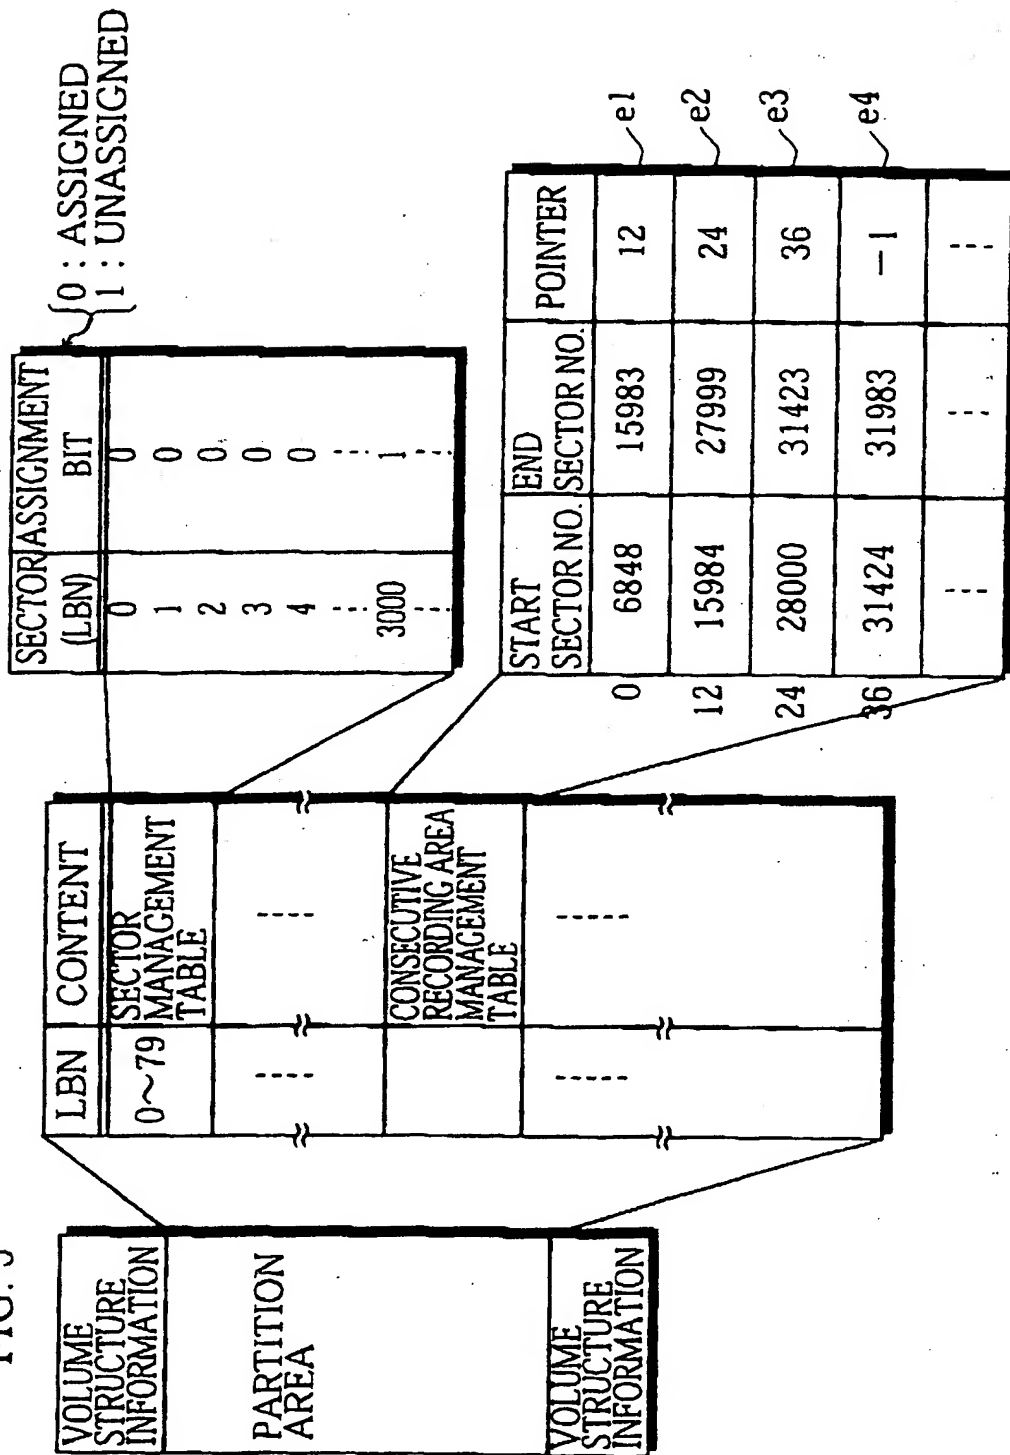 FIG. 5
VOLUME
STRUCTURE
INFORMATION
PARTITION
AREA
VOLUME
STRUCTURE
INFORMATION
LBN CONTENT
0~79 SECTOR
MANAGEMENT
TABLE
CONSECUTIVE
RECORDING AREA
MANAGEMENT
TABLE
SECTOR ASSIGNMENT
(LBN) BIT
0 0
1 0
2 0
3 0
4 0
3000 1
0 : ASSIGNED
1 : UNASSIGNED
START END POINTER
SECTOR NO. SECTOR NO.
0 6848 15983 12 e1
12 15984 27999 24 e2
24 28000 31423 36 e3
36 31424 31983 −1 e4